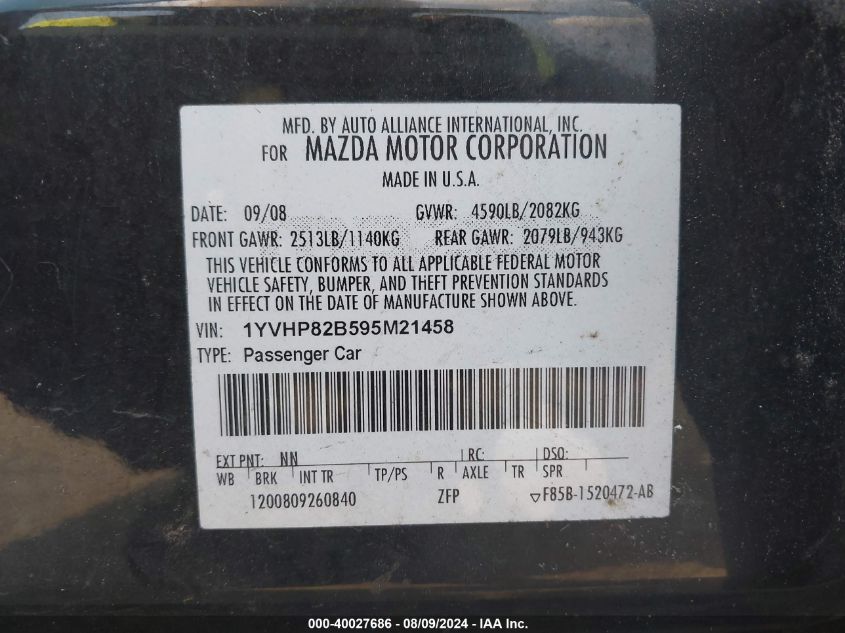 MFD. BY AUTO ALLIANCE INTERNATIONAL, INC.
FOR MAZDA MOTOR CORPORATION
MADE IN U.S.A.
DATE: 09/08 GVWR: 4590LB/2082KG
FRONT GAWR: 2513LB/1140KG REAR GAWR: 2079LB/943KG
THIS VEHICLE CONFORMS TO ALL APPLICABLE FEDERAL MOTOR
VEHICLE SAFETY, BUMPER, AND THEFT PREVENTION STANDARDS
IN EFFECT ON THE DATE OF MANUFACTURE SHOWN ABOVE.
VIN: 1YVHP82B595M21458
TYPE: Passenger Car
EXT PNT: NN RC: DSO:
WB BRK INT TR TP/PS R AXLE TR SPR
1200809260840 ZFP ▽F85B-1520472-AB
000-40027686 - 08/09/2024 - IAA Inc.